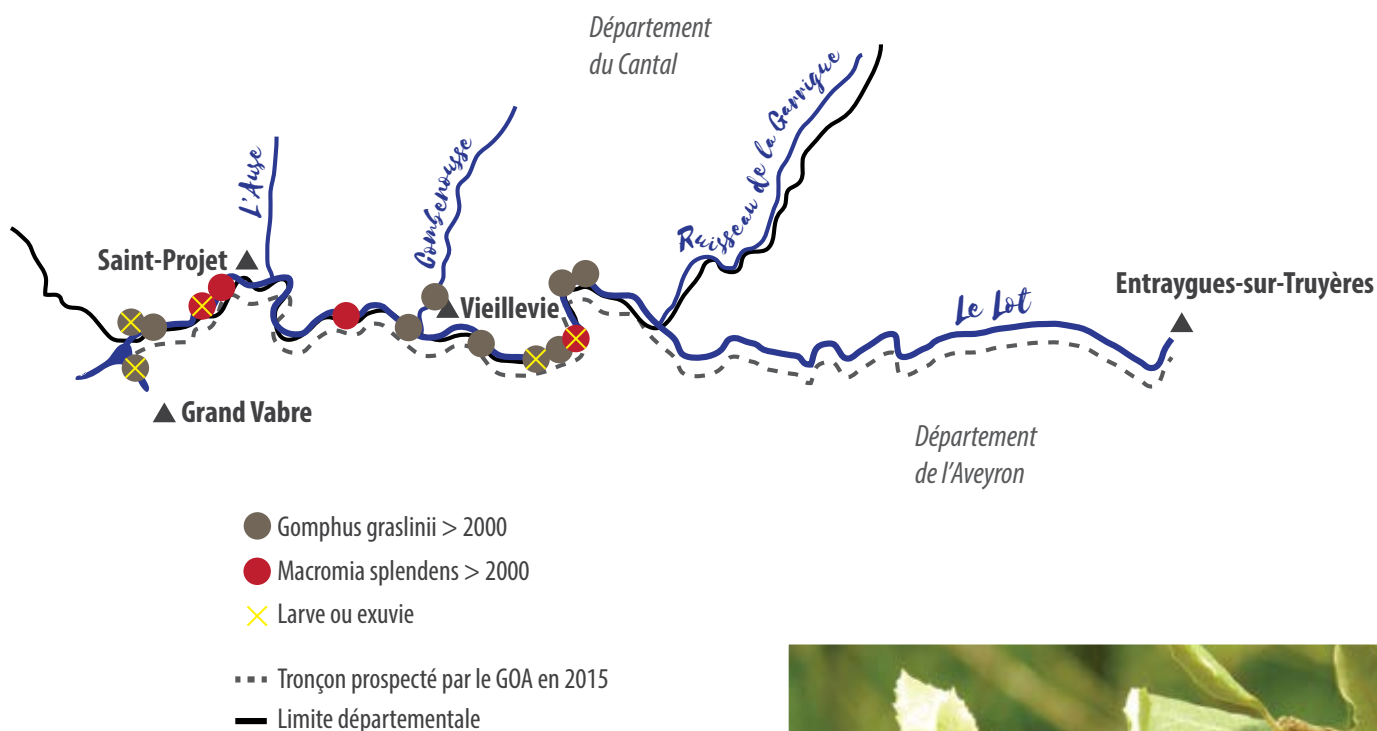 Département
du Cantal
L'Ause
Combenousse
Ruisseau de la Garrigue
Saint-Projet
Vieillevie
Entraygues-sur-Truyères
Le Lot
Grand Vabre
Département
de l'Aveyron
Gomphus graslinii > 2000
Macromia splendens > 2000
Larve ou exuvie
Tronçon prospecté par le GOA en 2015
Limite départementale